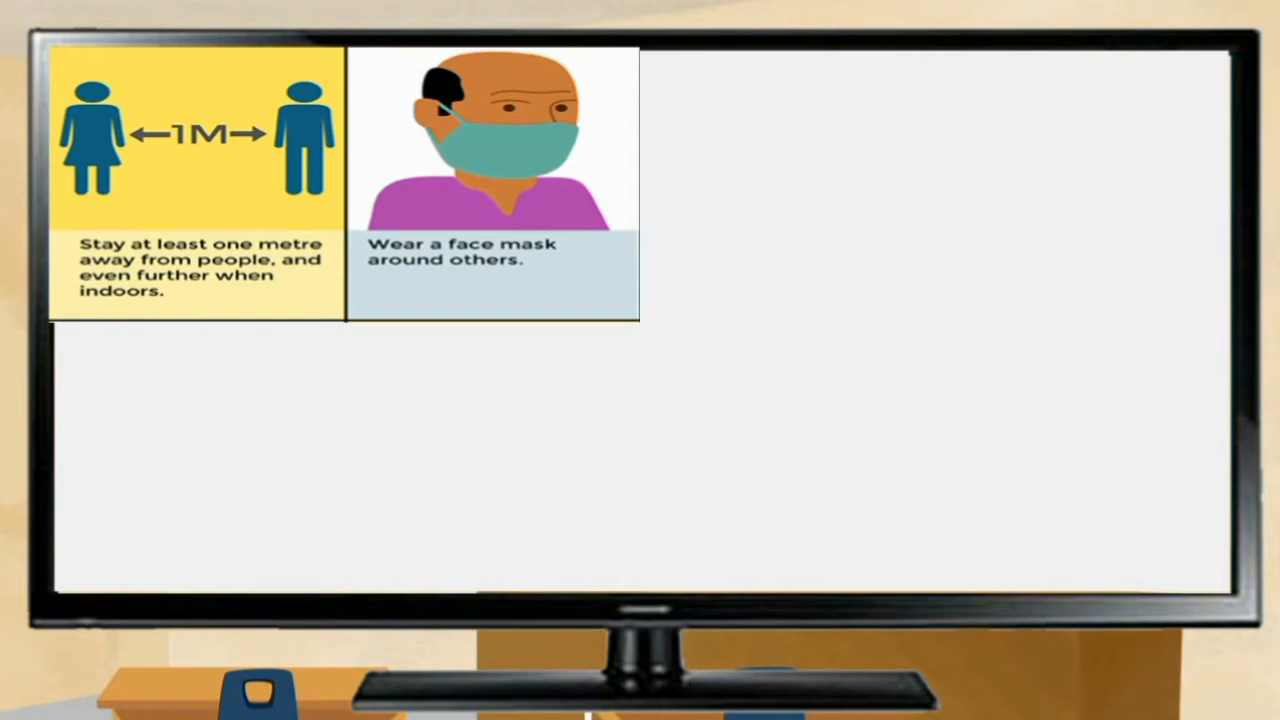 ←1M→
Stay at least one metre
away from people, and
even further when
indoors.
Wear a face mask
around others.